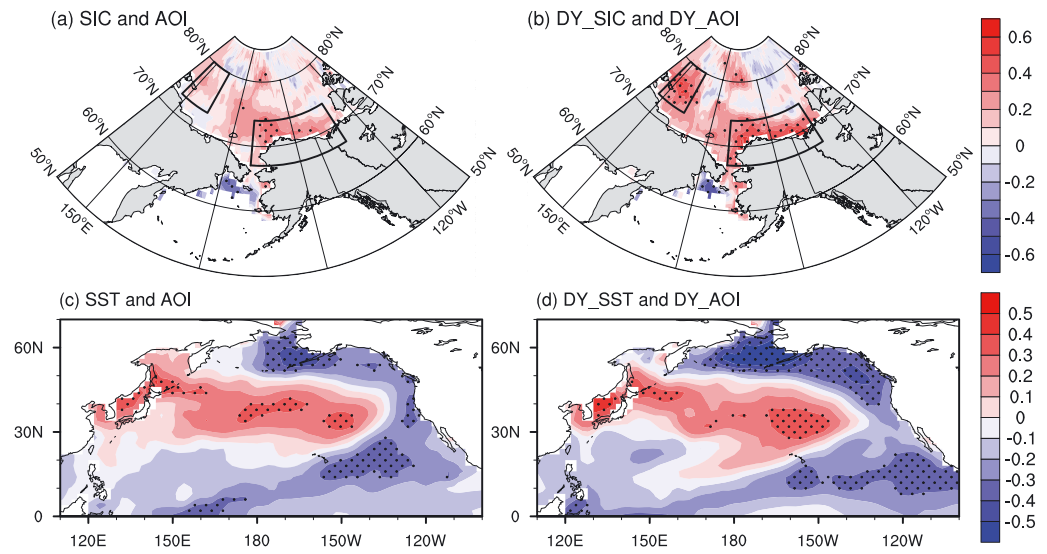 (a) SIC and AOI
(b) DY_SIC and DY_AOI
80°N
80°N
70°N
70°N
60°N
60°N
50°N
50°N
150°E
120°W
80°N
80°N
70°N
70°N
60°N
60°N
50°N
50°N
150°E
120°W
0.6
0.4
0.2
0
-0.2
-0.4
-0.6
(c) SST and AOI
(d) DY_SST and DY_AOI
60N
30N
0
120E
150E
180
150W
120W
60N
30N
0
120E
150E
180
150W
120W
0.5
0.4
0.3
0.2
0.1
0
-0.1
-0.2
-0.3
-0.4
-0.5